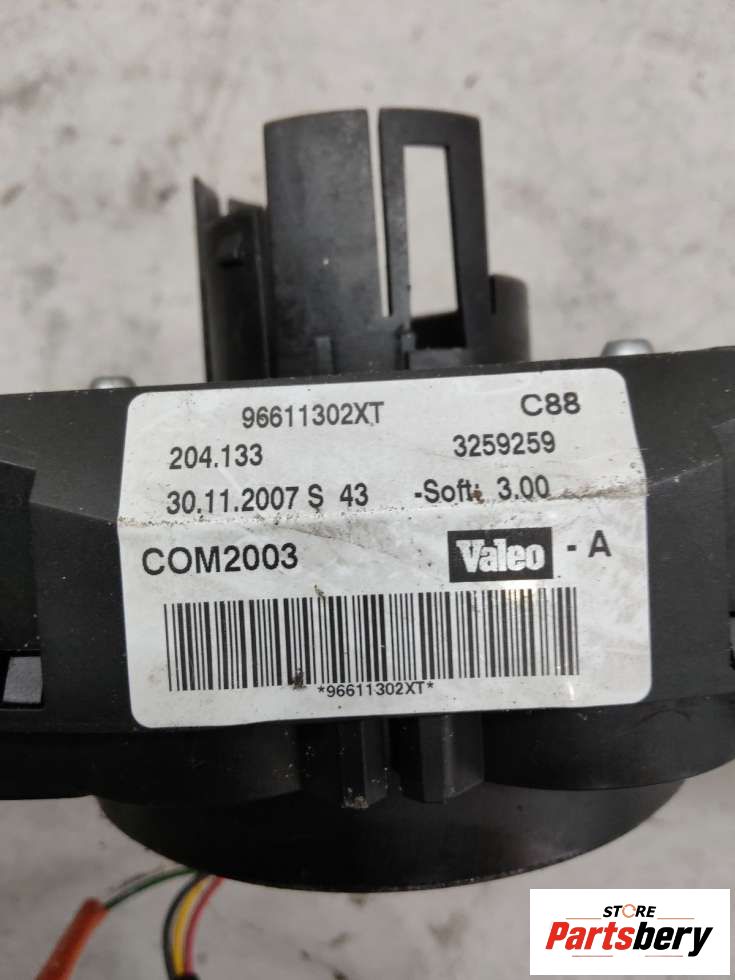 96611302XT C88
204.133 3259259
30.11.2007 S 43 -Soft: 3.00
COM2003 Valeo - A
*96611302XT*
STORE
Partsbery